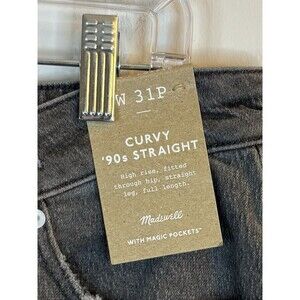 W 31P
CURVY
'90s STRAIGHT
High rise, fitted
through hip, straight
leg, full length.
Madewell
WITH MAGIC POCKETS™